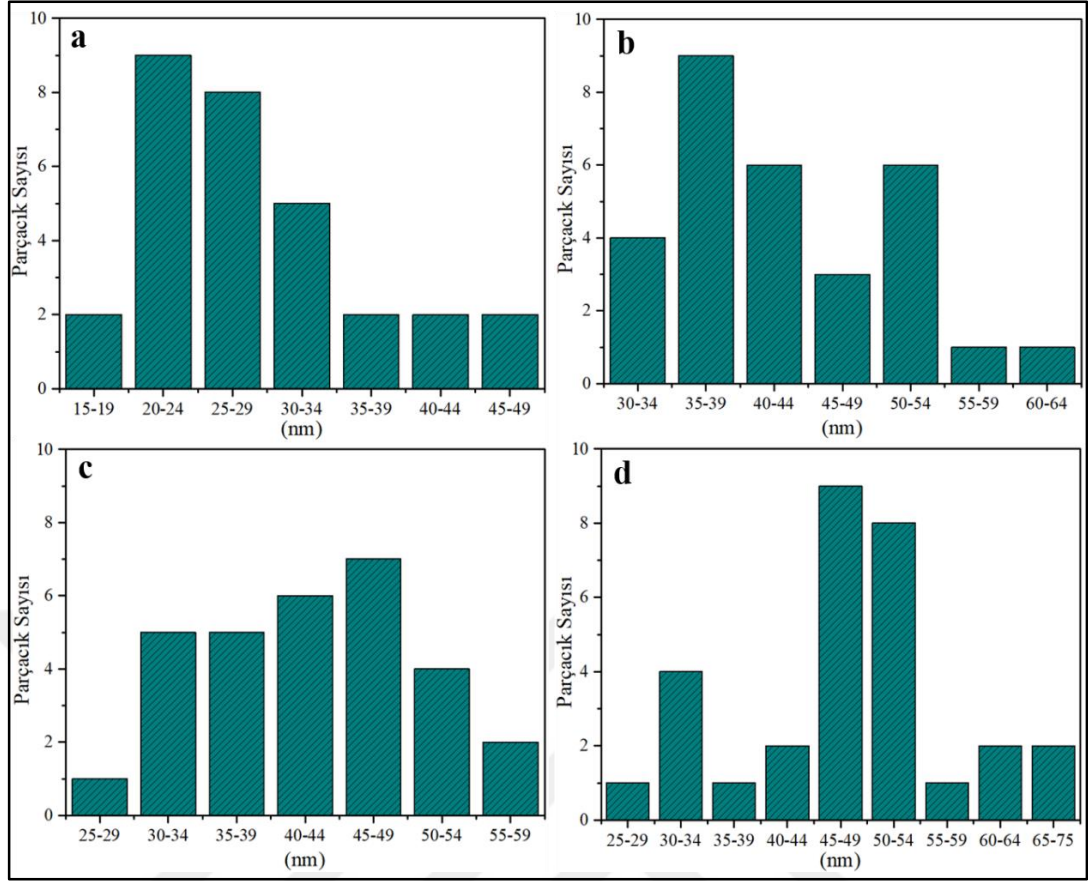 a
Parçacık Sayısı
10
8
6
4
2
0
15-19 20-24 25-29 30-34 35-39 40-44 45-49
(nm)
b
Parçacık Sayısı
10
8
6
4
2
0
30-34 35-39 40-44 45-49 50-54 55-59 60-64
(nm)
c
Parçacık Sayısı
10
8
6
4
2
0
25-29 30-34 35-39 40-44 45-49 50-54 55-59
(nm)
d
Parçacık Sayısı
10
8
6
4
2
0
25-29 30-34 35-39 40-44 45-49 50-54 55-59 60-64 65-75
(nm)